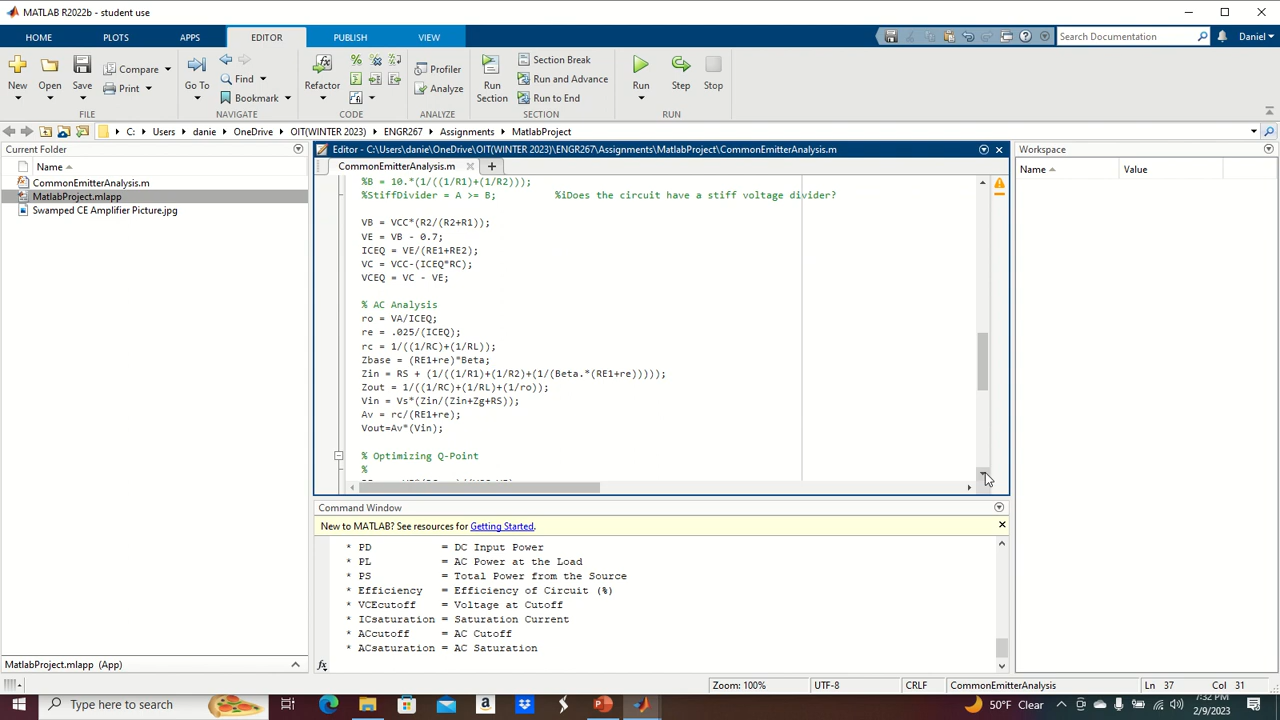 MATLAB R2022b - student use
HOME PLOTS APPS EDITOR PUBLISH VIEW
Search Documentation
Daniel
New Open Save Compare Print
Go To Find Bookmark
Refactor
Profiler Analyze
Run Section
Section Break
Run and Advance
Run to End
Run Step Stop
FILE NAVIGATE CODE ANALYZE SECTION RUN
C: Users danie OneDrive OIT(WINTER 2023) ENGR267 Assignments MatlabProject
Current Folder
Name
CommonEmitterAnalysis.m
MatlabProject.mlapp
Swamped CE Amplifier Picture.jpg
MatlabProject.mlapp (App)
Editor - C:\Users\danie\OneDrive\OIT(WINTER 2023)\ENGR267\Assignments\MatlabProject\CommonEmitterAnalysis.m
CommonEmitterAnalysis.m
%B = 10.*(1/((1/R1)+(1/R2)));
%StiffDivider = A >= B; %iDoes the circuit have a stiff voltage divider?
VB = VCC*(R2/(R2+R1));
VE = VB - 0.7;
ICEQ = VE/(RE1+RE2);
VC = VCC-(ICEQ*RC);
VCEQ = VC - VE;
% AC Analysis
ro = VA/ICEQ;
re = .025/(ICEQ);
rc = 1/((1/RC)+(1/RL));
Zbase = (RE1+re)*Beta;
Zin = RS + (1/((1/R1)+(1/R2)+(1/(Beta.*(RE1+re)))));
Zout = 1/((1/RC)+(1/RL)+(1/ro));
Vin = Vs*(Zin/(Zin+Zg+RS));
Av = rc/(RE1+re);
Vout=Av*(Vin);
% Optimizing Q-Point
%
Command Window
New to MATLAB? See resources for Getting Started.
* PD = DC Input Power
* PL = AC Power at the Load
* PS = Total Power from the Source
* Efficiency = Efficiency of Circuit (%)
* VCEcutoff = Voltage at Cutoff
* ICsaturation = Saturation Current
* ACcutoff = AC Cutoff
* ACsaturation = AC Saturation
fx
Workspace
Name Value
Zoom: 100% UTF-8 CRLF CommonEmitterAnalysis Ln 37 Col 31
Type here to search
50°F Clear
7:32 PM
2/9/2023